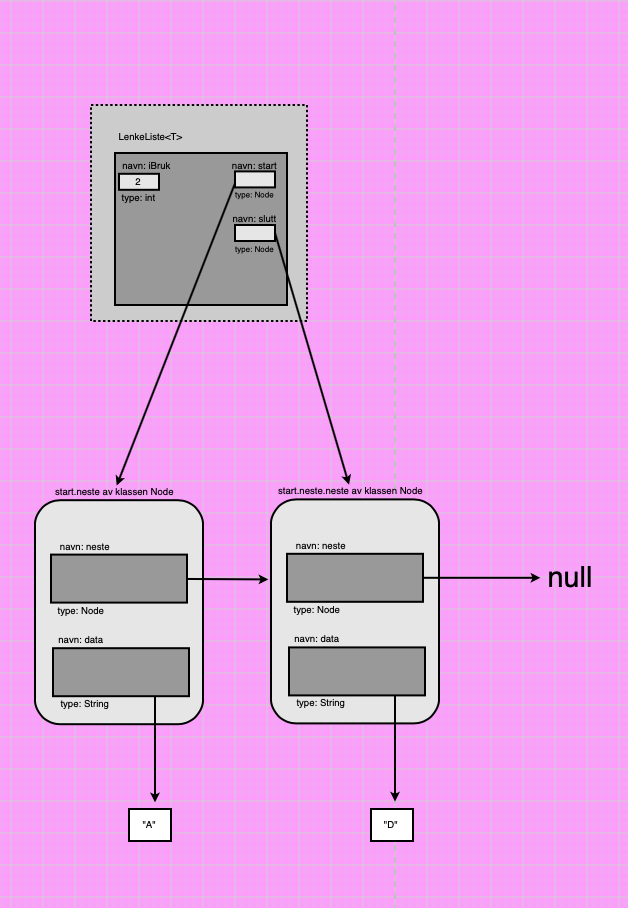 LenkeListe<T>
navn: iBruk
navn: start
2
type: int
type: Node
navn: slutt
type: Node
start.neste av klassen Node
start.neste.neste av klassen Node
navn: neste
navn: neste
null
type: Node
type: Node
navn: data
navn: data
type: String
type: String
"A"
"D"